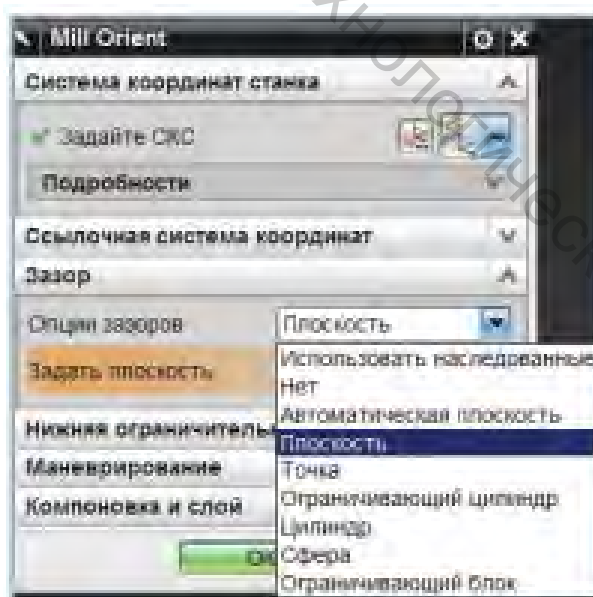 Mill Orient
Система координат станка
Задайте СКС
Подробности
Ссылочная система координат
Зазор
Опции зазоров Плоскость
Задать плоскость
Использовать наследованные
Нет
Автоматическая плоскость
Плоскость
Точка
Ограничивающий цилиндр
Цилиндр
Сфера
Ограничивающий блок
Нижняя ограничитель
Маневрирование
Компоновка и слой
OK